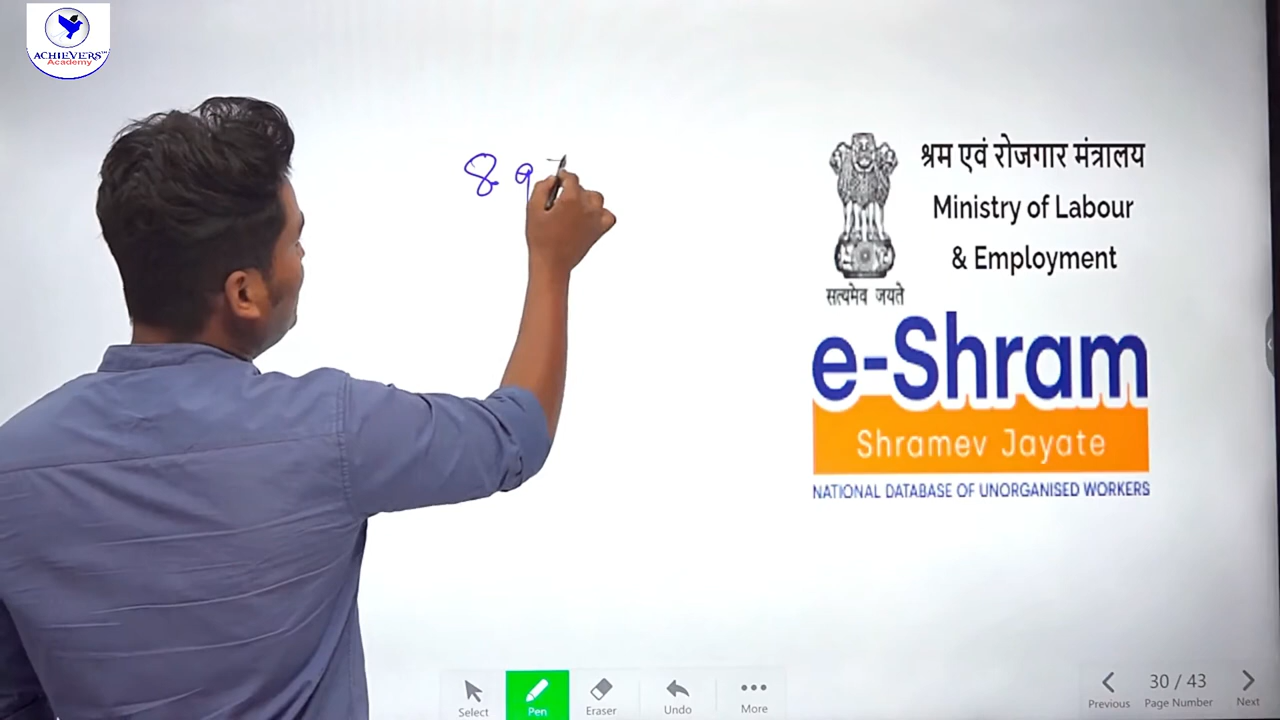 ACHIEVERS™
Academy
8 9
श्रम एवं रोजगार मंत्रालय
Ministry of Labour
& Employment
सत्यमेव जयते
e-Shram
Shramev Jayate
NATIONAL DATABASE OF UNORGANISED WORKERS
Select
Pen
Eraser
Undo
More
Previous
30 / 43
Page Number
Next